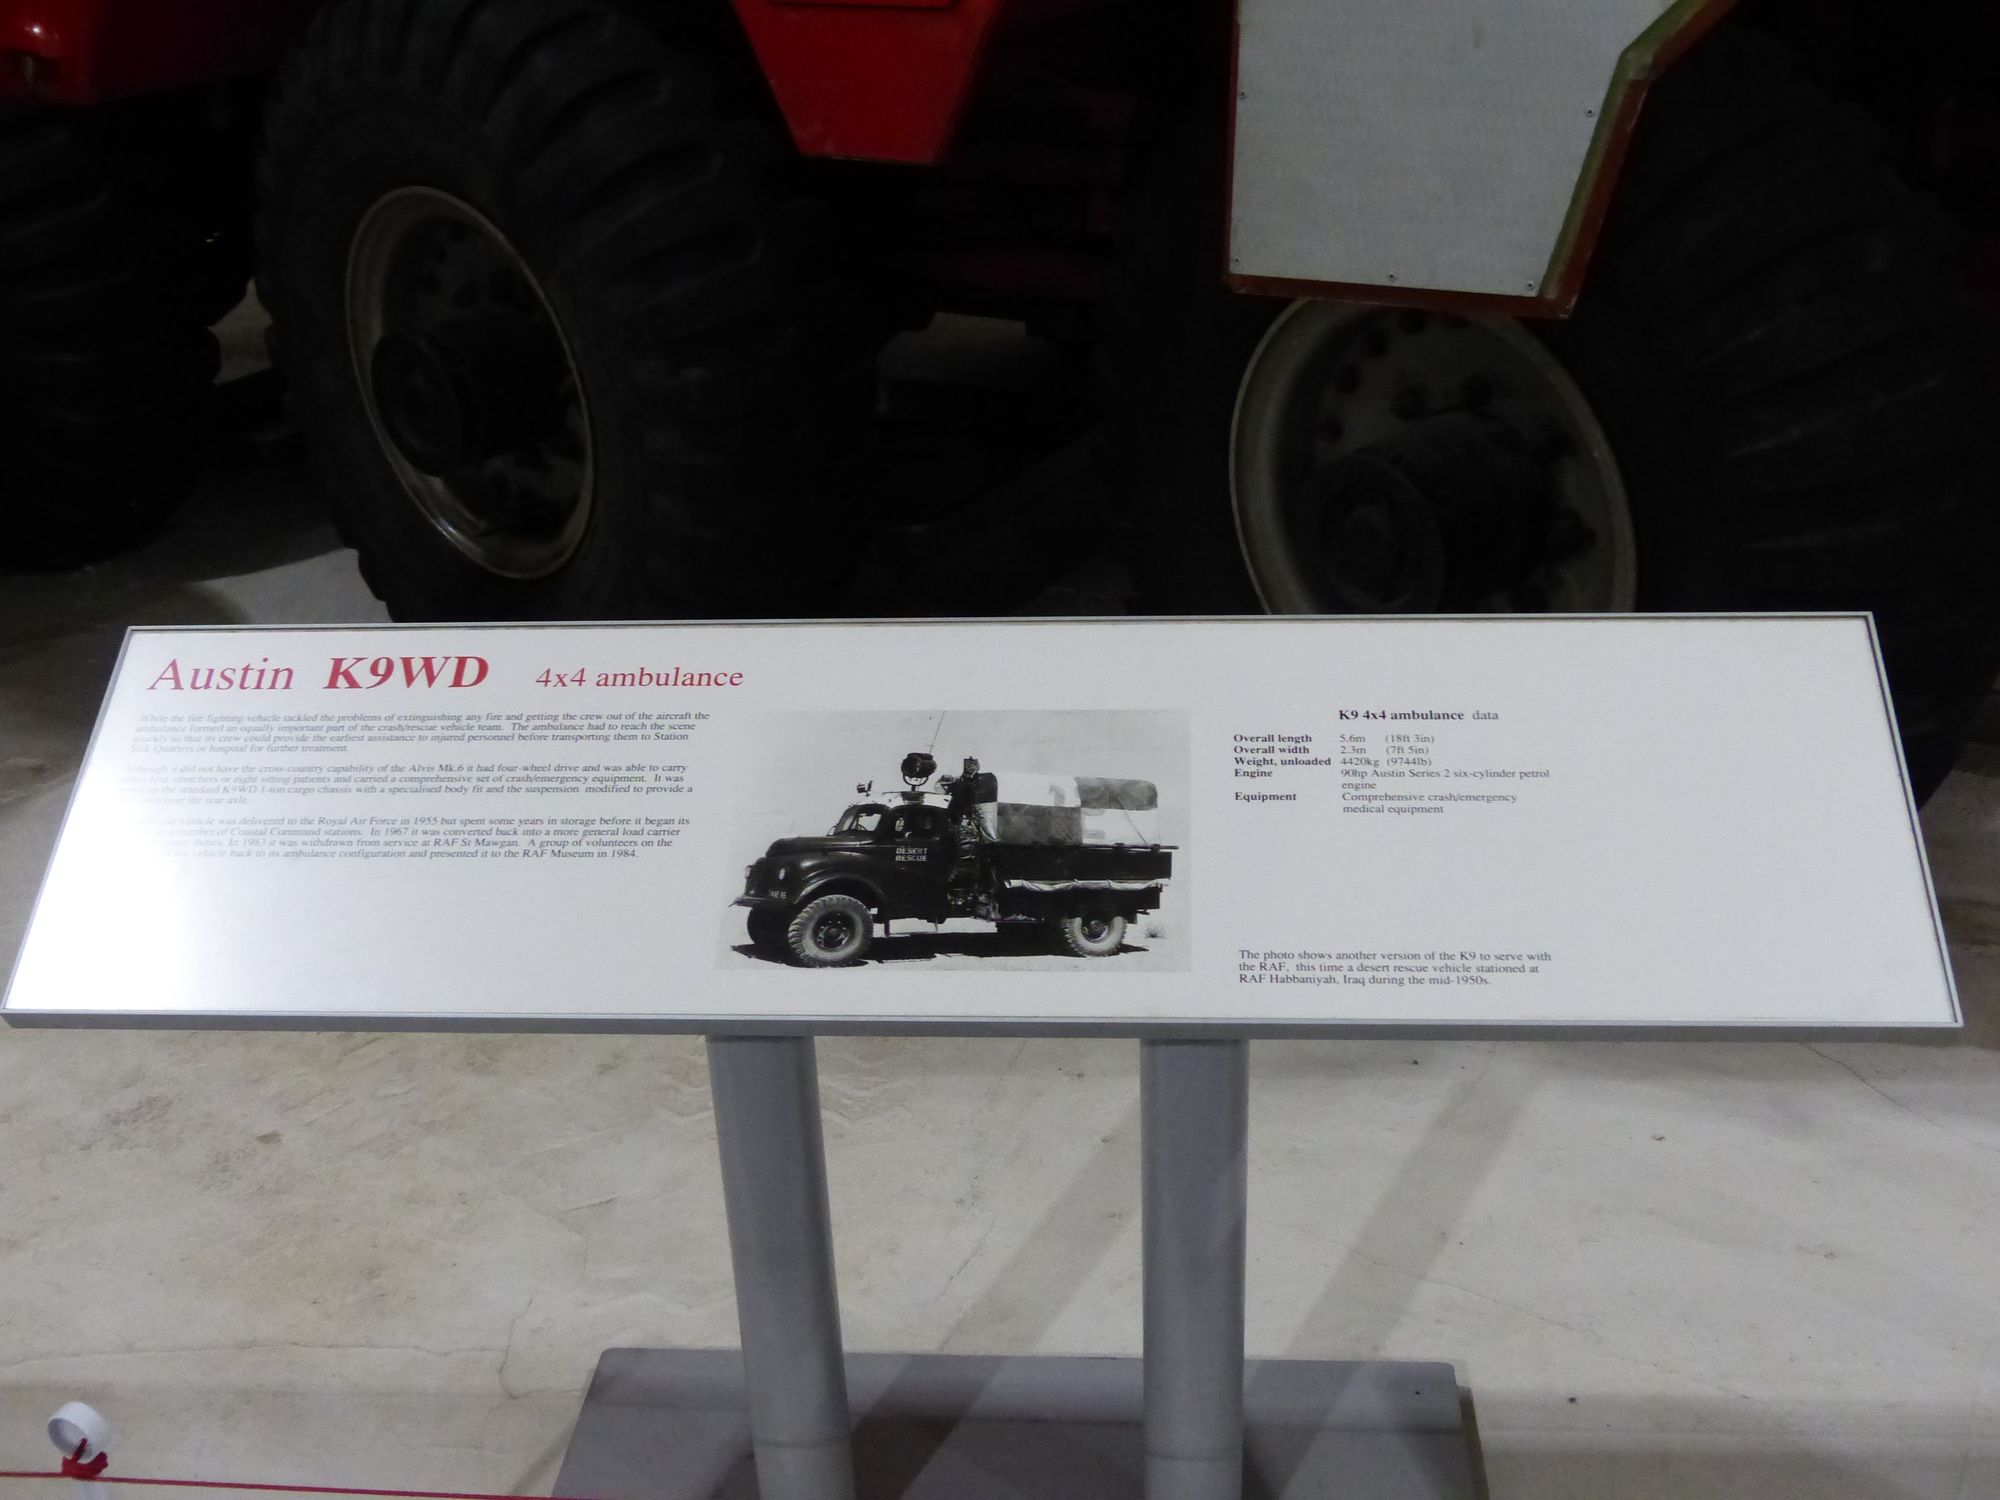 Austin K9WD 4x4 ambulance
While the fire fighting vehicle tackled the problems of extinguishing any fire and getting the crew out of the aircraft the
ambulance formed an equally important part of the crash/rescue vehicle team. The ambulance had to reach the scene
quickly so that its crew could provide the earliest assistance to injured personnel before transporting them to Station
Sick Quarters or hospital for further treatment.
Although it did not have the cross-country capability of the Alvis Mk.6 it had four-wheel drive and was able to carry
four stretchers or eight sitting patients and carried a comprehensive set of crash/emergency equipment. It was
on the standard K9WD 1-ton cargo chassis with a specialised body fit and the suspension modified to provide a
over the rear axle.
vehicle was delivered to the Royal Air Force in 1955 but spent some years in storage before it began its
a number of Coastal Command stations. In 1967 it was converted back into a more general load carrier
duties. In 1983 it was withdrawn from service at RAF St Mawgan. A group of volunteers on the
vehicle back to its ambulance configuration and presented it to the RAF Museum in 1984.
DESERT
RESCUE
K9 4x4 ambulance data
Overall length 5.6m (18ft 3in)
Overall width 2.3m (7ft 5in)
Weight, unloaded 4420kg (9744lb)
Engine 90hp Austin Series 2 six-cylinder petrol
engine
Equipment Comprehensive crash/emergency
medical equipment
The photo shows another version of the K9 to serve with
the RAF, this time a desert rescue vehicle stationed at
RAF Habbaniyah, Iraq during the mid-1950s.